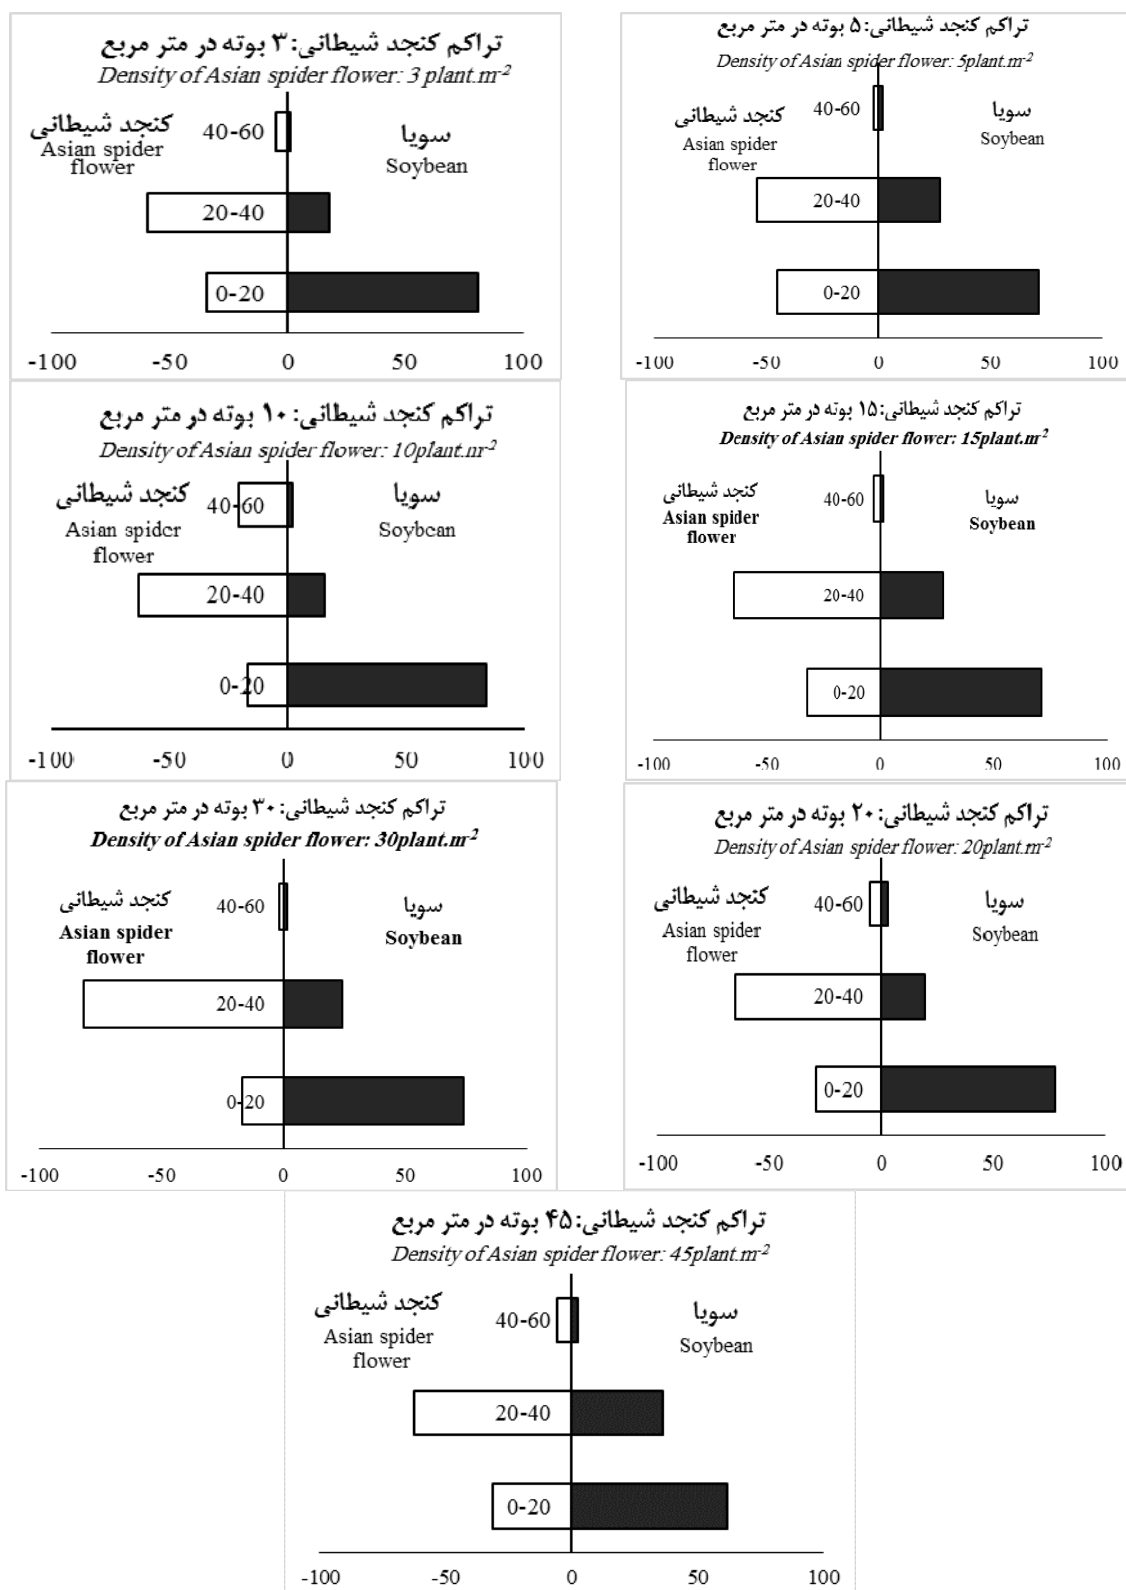 تراکم کنجد شیطانی: ۳ بوته در متر مربع
Density of Asian spider flower: 3 plant.m-2
کنجد شیطانی
Asian spider
flower
سویا
Soybean
40-60
20-40
0-20
-100 -50 0 50 100
تراکم کنجد شیطانی: ۵ بوته در متر مربع
Density of Asian spider flower: 5plant.m-2
کنجد شیطانی
Asian spider
flower
سویا
Soybean
40-60
20-40
0-20
-100 -50 0 50 100
تراکم کنجد شیطانی: ۱۰ بوته در متر مربع
Density of Asian spider flower: 10plant.m-2
کنجد شیطانی
Asian spider
flower
سویا
Soybean
40-60
20-40
0-20
-100 -50 0 50 100
تراکم کنجد شیطانی: ۱۵ بوته در متر مربع
Density of Asian spider flower: 15plant.m-2
کنجد شیطانی
Asian spider
flower
سویا
Soybean
40-60
20-40
0-20
-100 -50 0 50 100
تراکم کنجد شیطانی: ۳۰ بوته در متر مربع
Density of Asian spider flower: 30plant.m-2
کنجد شیطانی
Asian spider
flower
سویا
Soybean
40-60
20-40
0-20
-100 -50 0 50 100
تراکم کنجد شیطانی: ۲۰ بوته در متر مربع
Density of Asian spider flower: 20plant.m-2
کنجد شیطانی
Asian spider
flower
سویا
Soybean
40-60
20-40
0-20
-100 -50 0 50 100
تراکم کنجد شیطانی: ۴۵ بوته در متر مربع
Density of Asian spider flower: 45plant.m-2
کنجد شیطانی
Asian spider
flower
سویا
Soybean
40-60
20-40
0-20
-100 -50 0 50 100